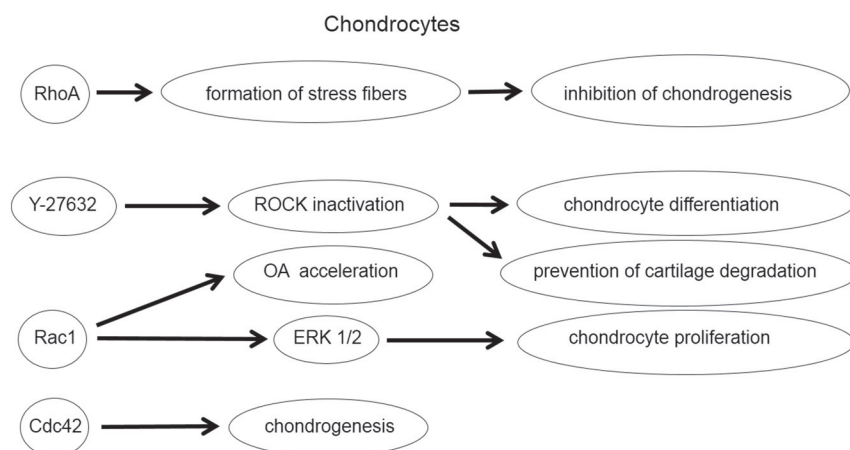 Chondrocytes
RhoA
formation of stress fibers
inhibition of chondrogenesis
Y-27632
ROCK inactivation
chondrocyte differentiation
OA acceleration
prevention of cartilage degradation
Rac1
ERK 1/2
chondrocyte proliferation
Cdc42
chondrogenesis